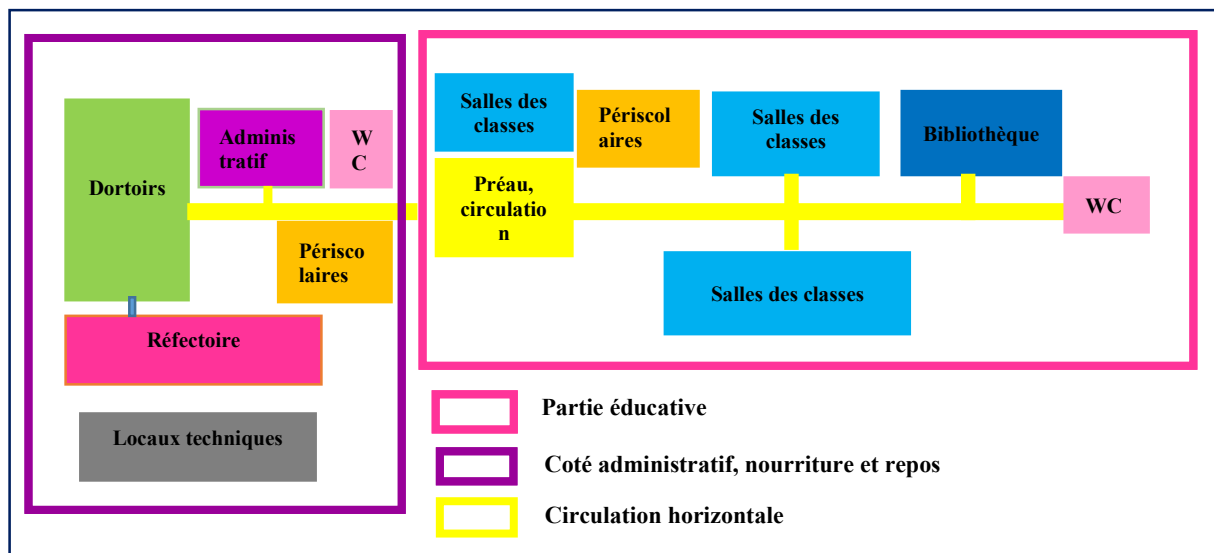 Dortoirs
Adminis
tratif
W
C
Périsco
laires
Réfectoire
Locaux techniques
Salles des
classes
Périscol
aires
Salles des
classes
Bibliothèque
Préau,
circulatio
n
WC
Salles des classes
Partie éducative
Coté administratif, nourriture et repos
Circulation horizontale